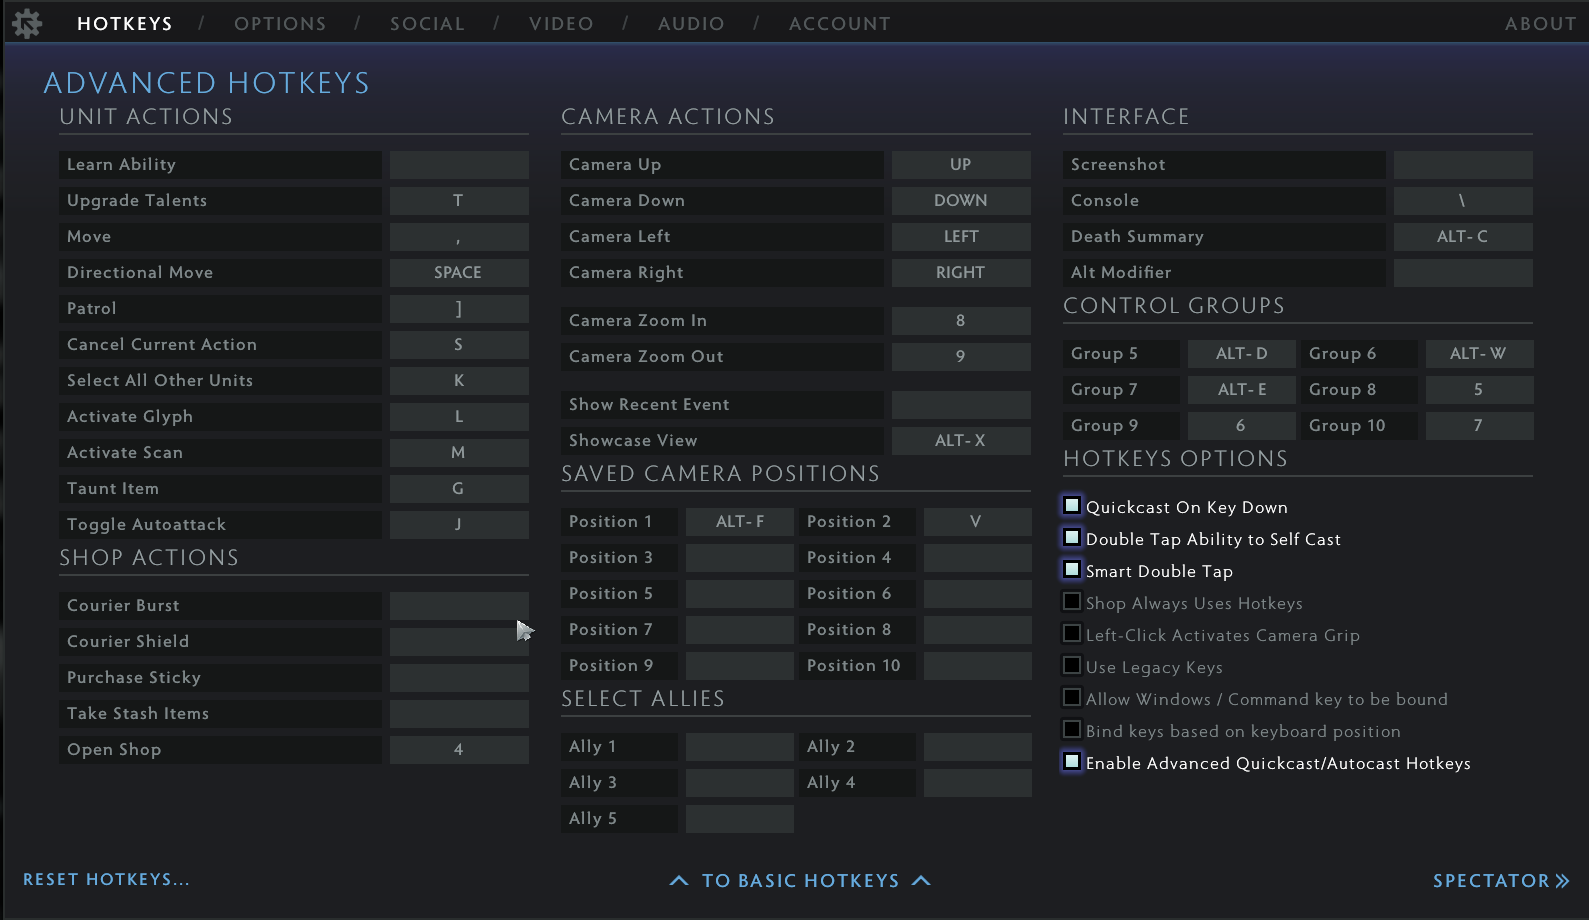 HOTKEYS / OPTIONS / SOCIAL / VIDEO / AUDIO / ACCOUNT ABOUT
ADVANCED HOTKEYS
UNIT ACTIONS
Learn Ability
Upgrade Talents T
Move ,
Directional Move SPACE
Patrol ]
Cancel Current Action S
Select All Other Units K
Activate Glyph L
Activate Scan M
Taunt Item G
Toggle Autoattack J
SHOP ACTIONS
Courier Burst
Courier Shield
Purchase Sticky
Take Stash Items
Open Shop 4
CAMERA ACTIONS
Camera Up UP
Camera Down DOWN
Camera Left LEFT
Camera Right RIGHT
Camera Zoom In 8
Camera Zoom Out 9
Show Recent Event
Showcase View ALT-X
SAVED CAMERA POSITIONS
Position 1 ALT-F Position 2 V
Position 3 Position 4
Position 5 Position 6
Position 7 Position 8
Position 9 Position 10
SELECT ALLIES
Ally 1 Ally 2
Ally 3 Ally 4
Ally 5
INTERFACE
Screenshot
Console \
Death Summary ALT-C
Alt Modifier
CONTROL GROUPS
Group 5 ALT-D Group 6 ALT-W
Group 7 ALT-E Group 8 5
Group 9 6 Group 10 7
HOTKEYS OPTIONS
Quickcast On Key Down
Double Tap Ability to Self Cast
Smart Double Tap
Shop Always Uses Hotkeys
Left-Click Activates Camera Grip
Use Legacy Keys
Allow Windows / Command key to be bound
Bind keys based on keyboard position
Enable Advanced Quickcast/Autocast Hotkeys
RESET HOTKEYS... TO BASIC HOTKEYS SPECTATOR